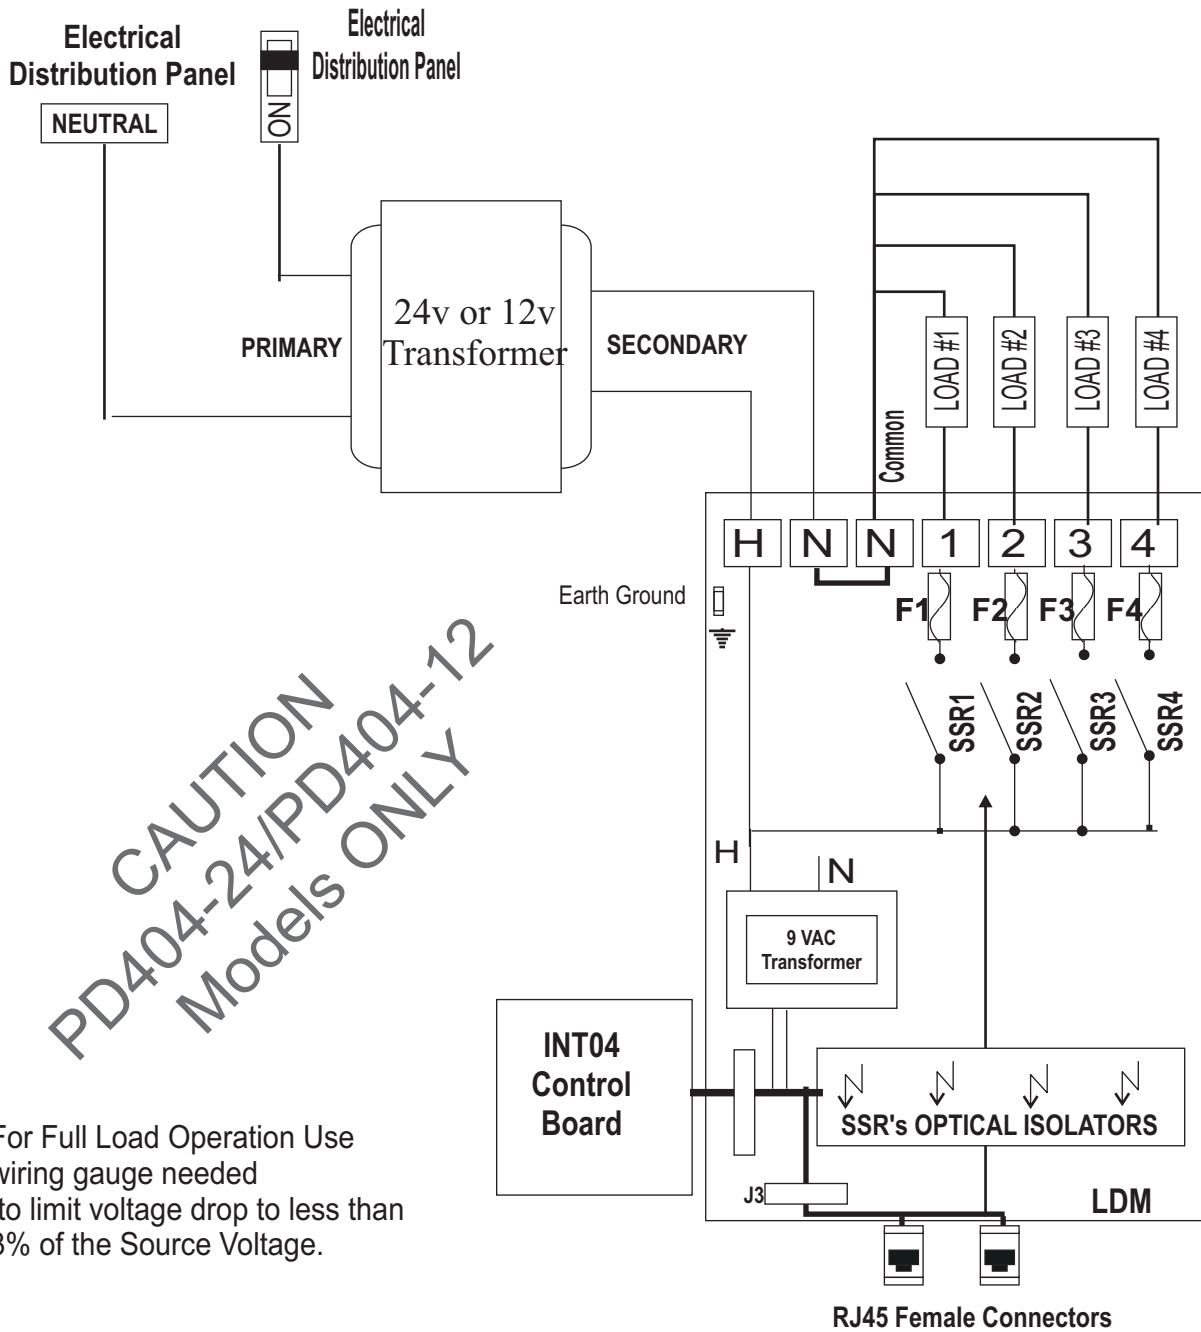 Electrical
Distribution Panel
NEUTRAL
ON
Electrical
Distribution Panel
PRIMARY
24v or 12v
Transformer
SECONDARY
Common
LOAD #1
LOAD #2
LOAD #3
LOAD #4
H
N
N
1
2
3
4
Earth Ground
F1
F2
F3
F4
SSR1
SSR2
SSR3
SSR4
CAUTION
PD404-24/PD404-12
Models ONLY
H
N
9 VAC
Transformer
INT04
Control
Board
SSR's OPTICAL ISOLATORS
J3
LDM
For Full Load Operation Use
wiring gauge needed
to limit voltage drop to less than
3% of the Source Voltage.
RJ45 Female Connectors